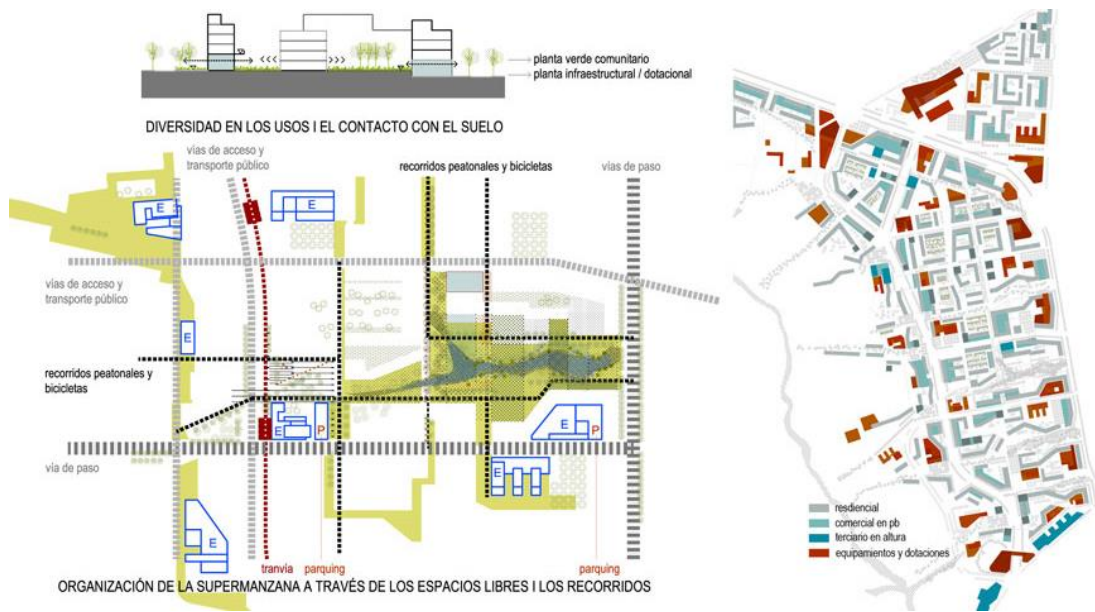 planta verde comunitario
planta infraestructural / dotacional
DIVERSIDAD EN LOS USOS I EL CONTACTO CON EL SUELO
vías de acceso y
transporte público
recorridos peatonales y bicicletas
vías de paso
E
E
vías de acceso y
transporte público
E
recorridos peatonales y
bicicletas
E
P
E
P
vía de paso
E
E
tranvía
parquing
parquing
ORGANIZACIÓN DE LA SUPERMANZANA A TRAVÉS DE LOS ESPACIOS LIBRES I LOS RECORRIDOS
resdiencial
comercial en pb
terciario en altura
equipamientos y dotaciones